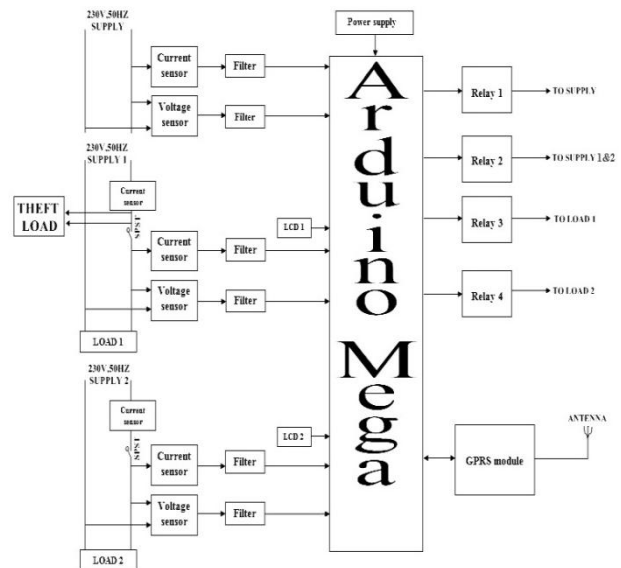 230V,50HZ
SUPPLY
Power supply
Current
sensor
Filter
Voltage
sensor
Filter
Relay 1
TO SUPPLY
230V,50HZ
SUPPLY 1
Current
sensor
THEFT
LOAD
SPST
Relay 2
TO SUPPLY 1&2
LCD 1
Current
sensor
Filter
Relay 3
TO LOAD 1
Voltage
sensor
Filter
Relay 4
TO LOAD 2
LOAD 1
Arduino Mega
230V,50HZ
SUPPLY 2
Current
sensor
SPST
LCD 2
Current
sensor
Filter
GPRS module
ANTENNA
Voltage
sensor
Filter
LOAD 2